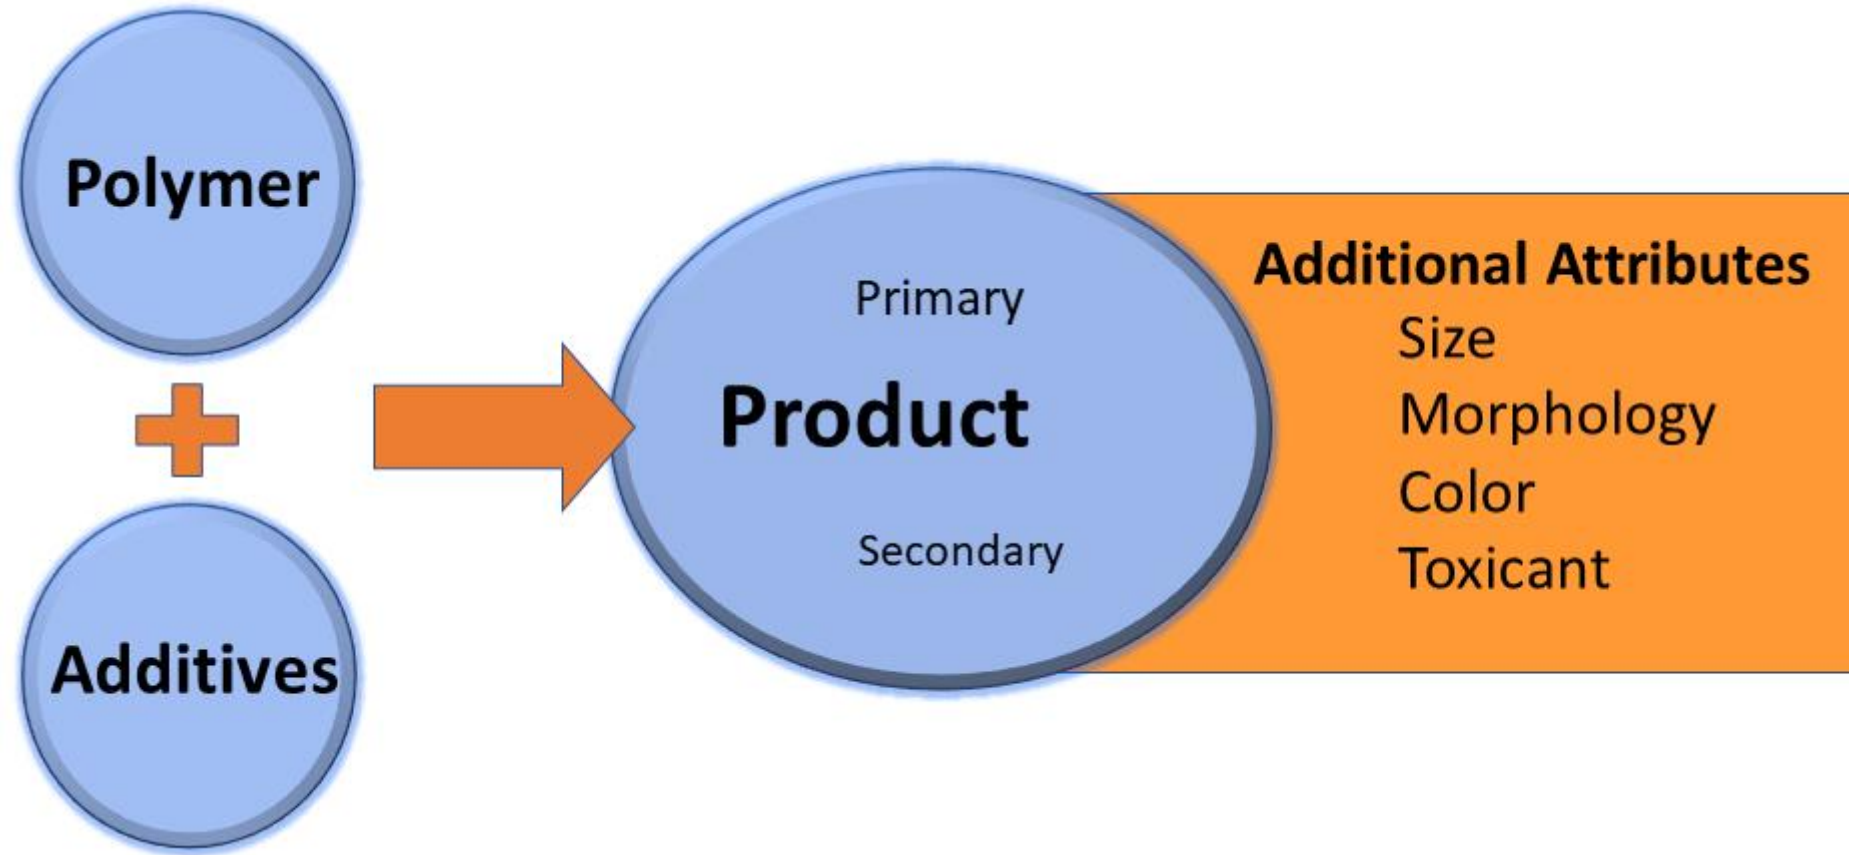 Polymer
Additives
Primary
Product
Secondary
Additional Attributes
Size
Morphology
Color
Toxicant